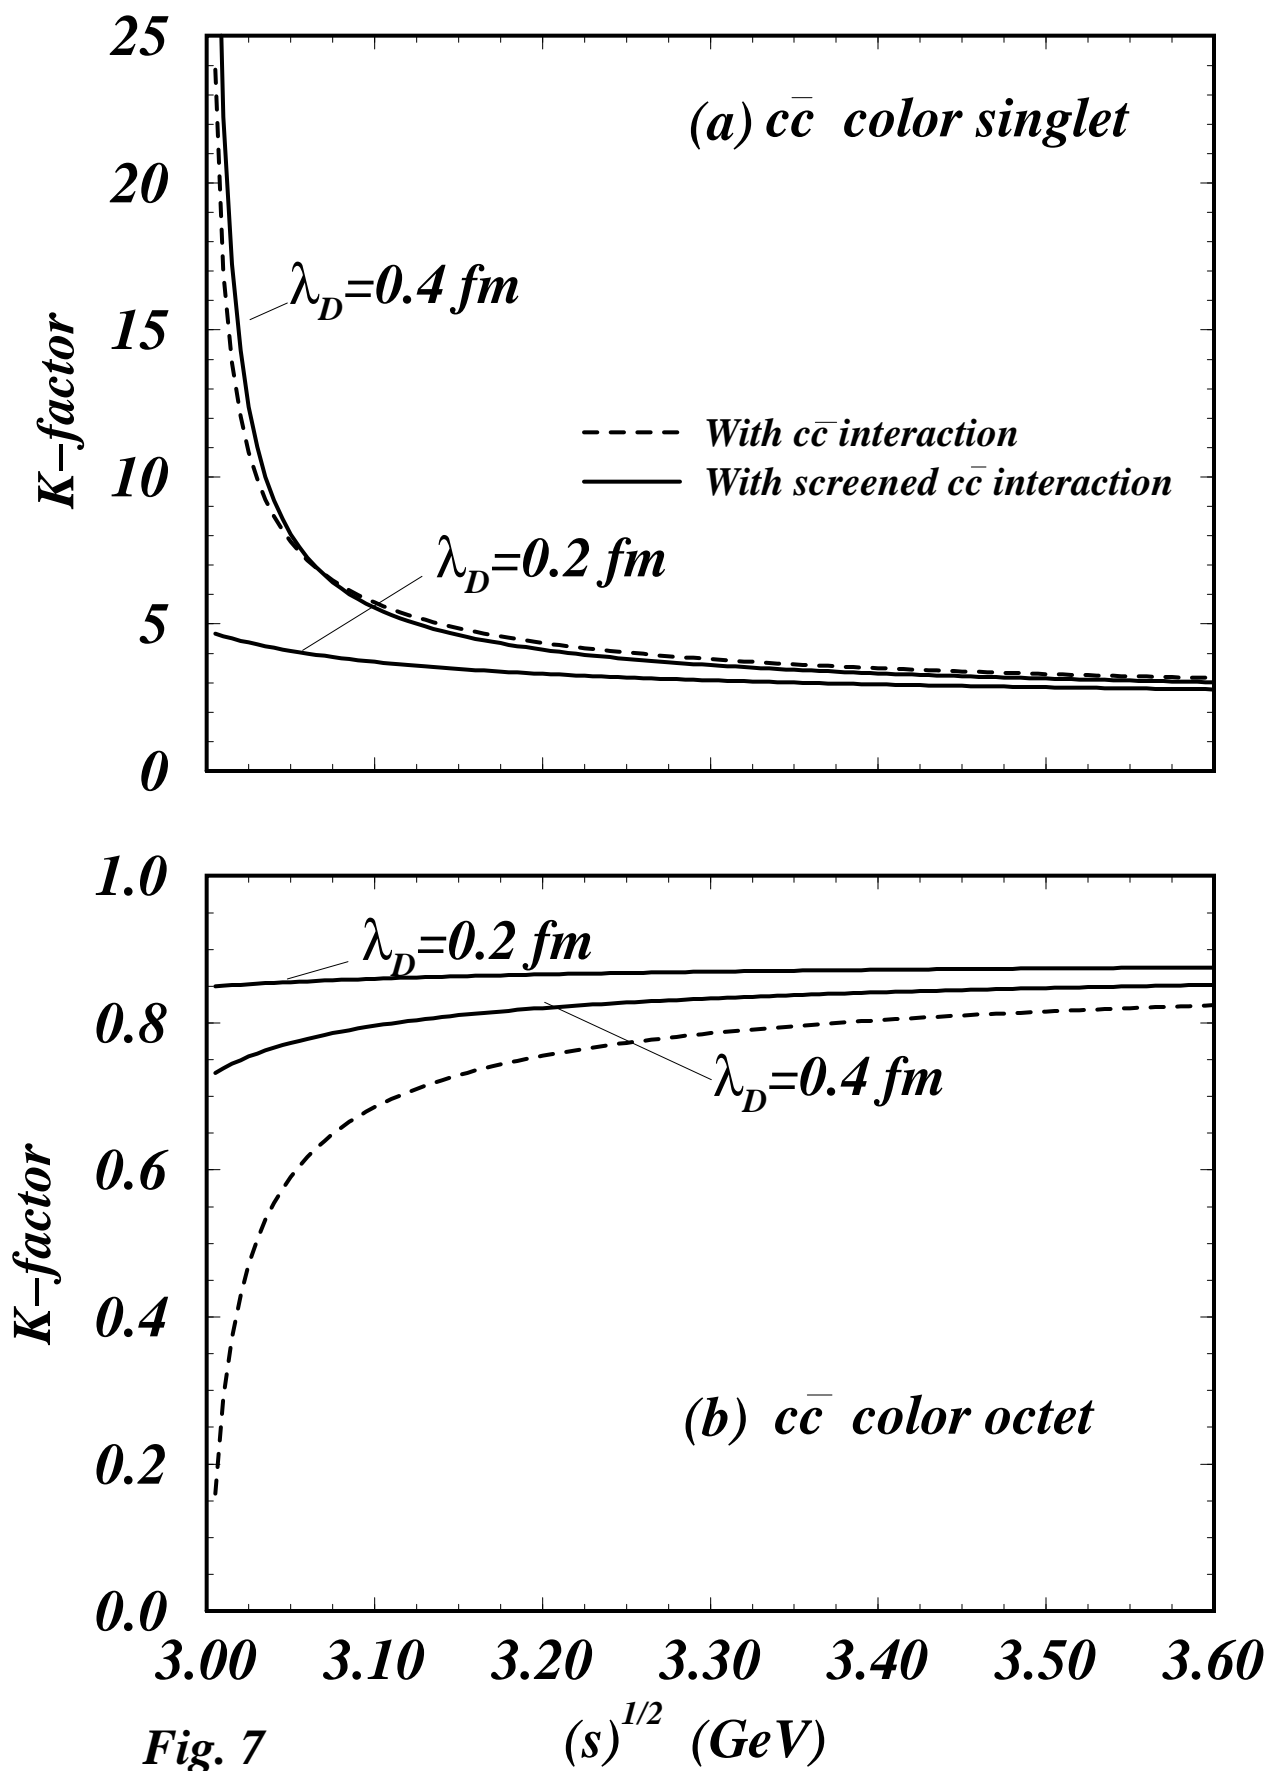 25
(a) cc̅ color singlet
20
λD=0.4 fm
15
K−factor
With cc̅ interaction
10
With screened cc̅ interaction
λD=0.2 fm
5
0
1.0
λD=0.2 fm
0.8
λD=0.4 fm
0.6
K−factor
0.4
(b) cc̅ color octet
0.2
0.0
3.00 3.10 3.20 3.30 3.40 3.50 3.60
(s)1/2 (GeV)
Fig. 7